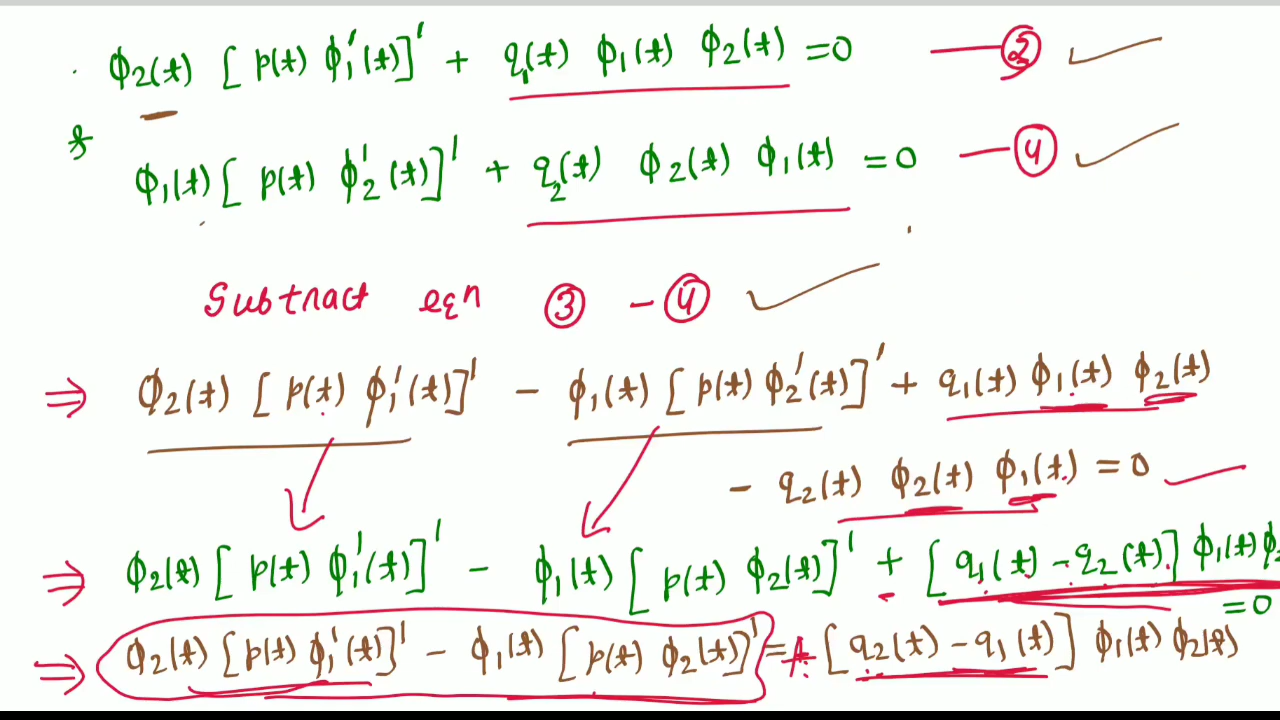 ϕ₂(t) [ p(t) ϕ₁'(t)]' + q₁(t) ϕ₁(t) ϕ₂(t) = 0 — ③
ϕ₁(t)[ p(t) ϕ₂'(t)]' + q₂(t) ϕ₂(t) ϕ₁(t) = 0 — ④
Subtract eqn ③ - ④
⇒ ϕ₂(t) [ p(t) ϕ₁'(t)]' - ϕ₁(t) [ p(t) ϕ₂'(t)]' + q₁(t) ϕ₁(t) ϕ₂(t)
- q₂(t) ϕ₂(t) ϕ₁(t) = 0
⇒ ϕ₂(t)[ p(t) ϕ₁'(t)]' - ϕ₁(t) [ p(t) ϕ₂(t)]' + [q₁(t) - q₂(t)] ϕ₁(t) ϕ₂
= 0
⇒ ϕ₂(t) [p(t) ϕ₁'(t)]' - ϕ₁(t) [p(t) ϕ₂(t)]' = [q₂(t) - q₁(t)] ϕ₁(t) ϕ₂(t)